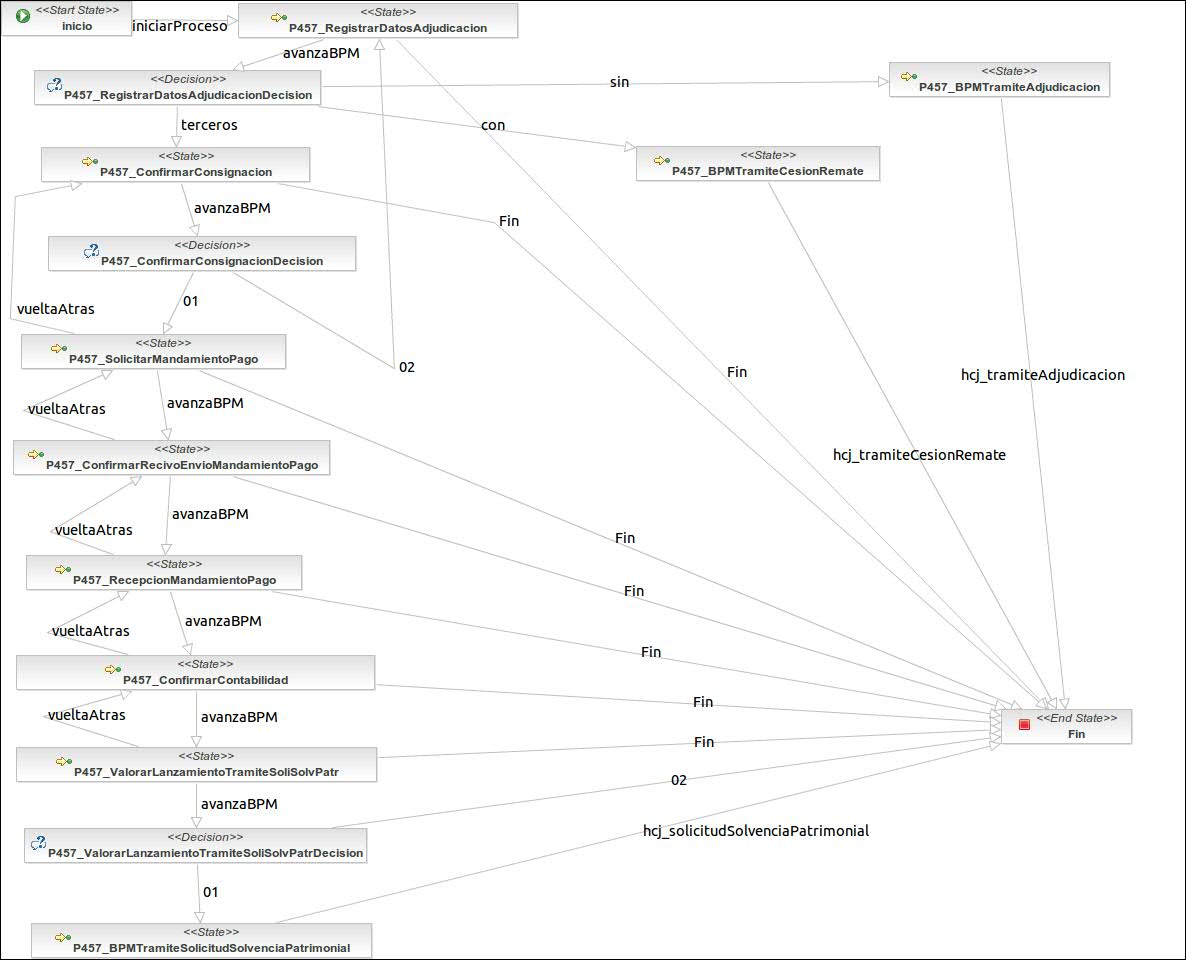 <<Start State>>
inicio
iniciarProceso
<<State>>
P457_RegistrarDatosAdjudicacion
avanzaBPM
<<Decision>>
P457_RegistrarDatosAdjudicacionDecision
sin
<<State>>
P457_BPMTramiteAdjudicacion
terceros
con
<<State>>
P457_ConfirmarConsignacion
<<State>>
P457_BPMTramiteCesionRemate
avanzaBPM
Fin
<<Decision>>
P457_ConfirmarConsignacionDecision
vueltaAtras
01
<<State>>
P457_SolicitarMandamientoPago
02
Fin
hcj_tramiteAdjudicacion
vueltaAtras
avanzaBPM
<<State>>
P457_ConfirmarRecivoEnvioMandamientoPago
hcj_tramiteCesionRemate
vueltaAtras
avanzaBPM
Fin
<<State>>
P457_RecepcionMandamientoPago
Fin
vueltaAtras
avanzaBPM
Fin
<<State>>
P457_ConfirmarContabilidad
Fin
vueltaAtras
avanzaBPM
<<End State>>
Fin
Fin
<<State>>
P457_ValorarLanzamientoTramiteSoliSolvPatr
02
avanzaBPM
<<Decision>>
P457_ValorarLanzamientoTramiteSoliSolvPatrDecision
hcj_solicitudSolvenciaPatrimonial
01
<<State>>
P457_BPMTramiteSolicitudSolvenciaPatrimonial